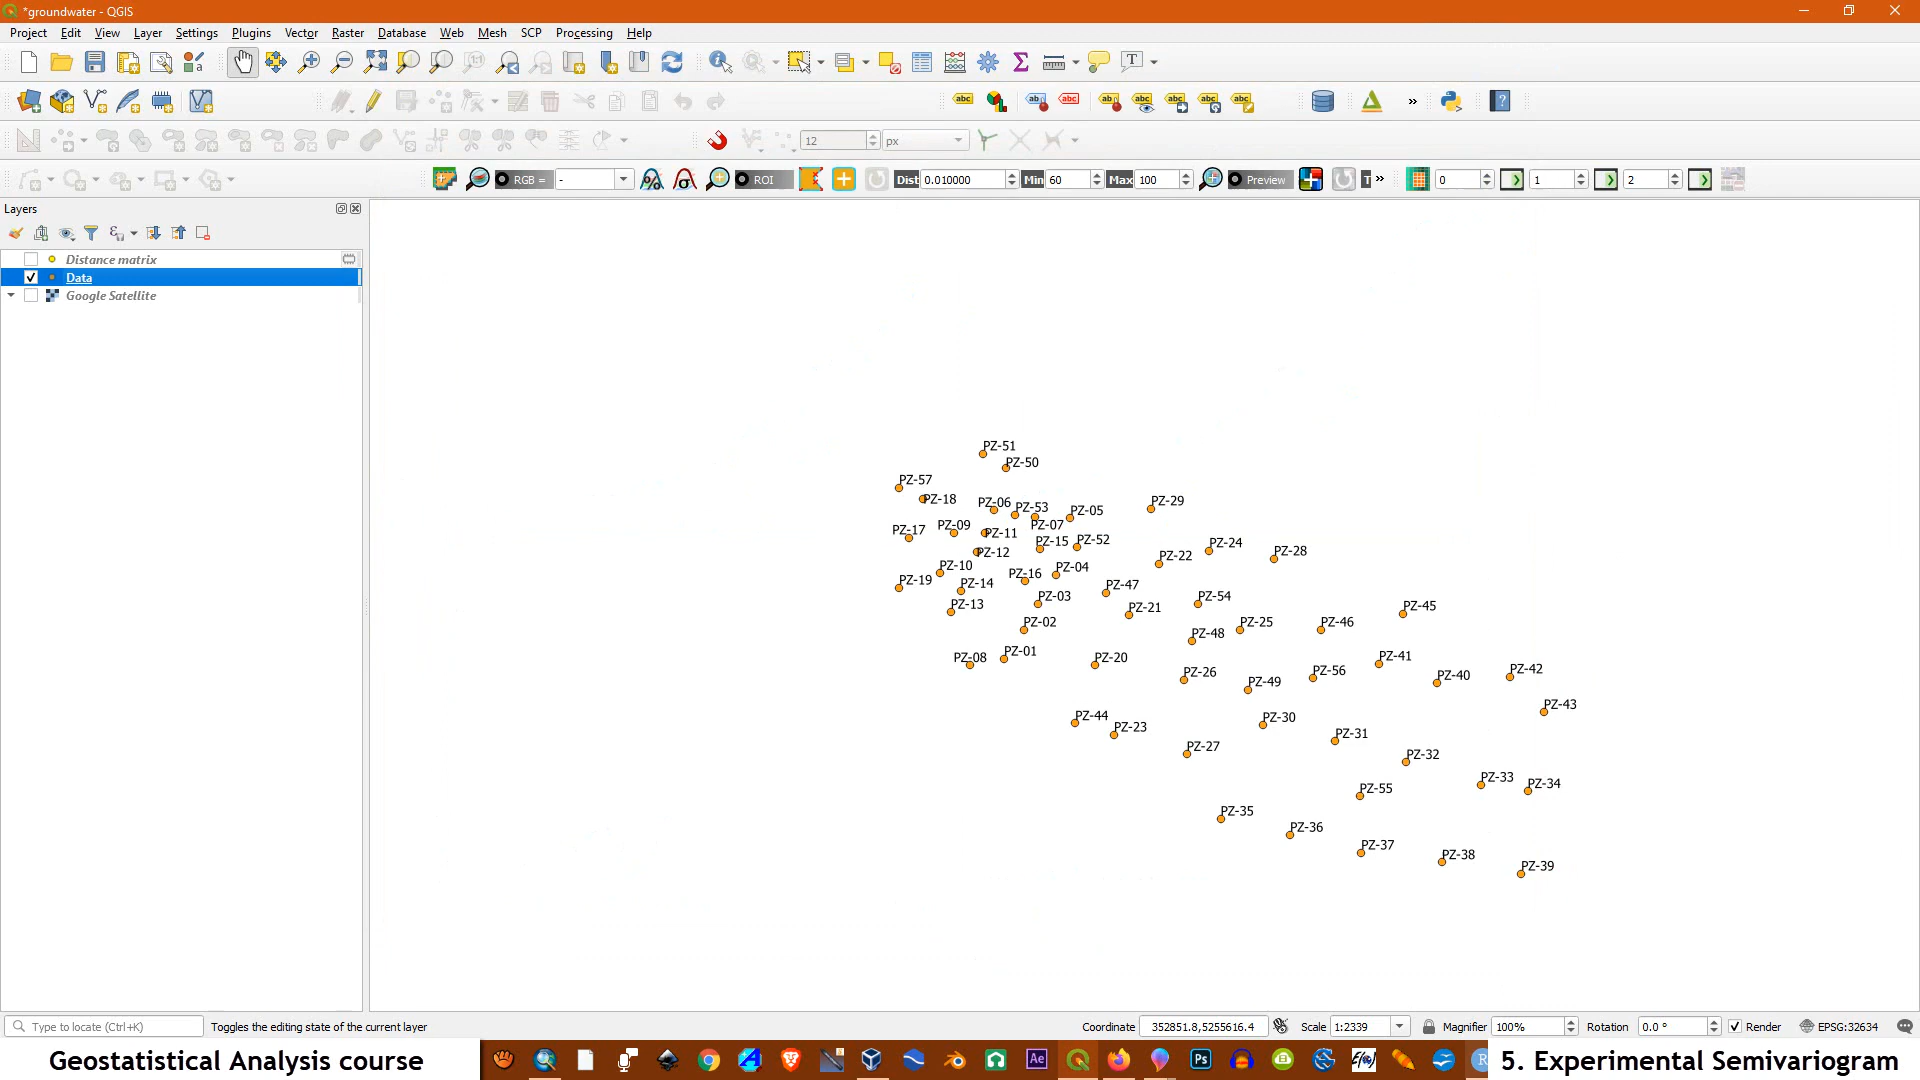 *groundwater - QGIS
Project Edit View Layer Settings Plugins Vector Raster Database Web Mesh SCP Processing Help
12 px
RGB = - ROI Dist 0.010000 Min 60 Max 100 Preview T » 0 1 2
Layers
Distance matrix
Data
Google Satellite
PZ-51
PZ-50
PZ-57
PZ-18
PZ-06
PZ-53
PZ-05
PZ-29
PZ-17
PZ-09
PZ-11
PZ-07
PZ-15
PZ-52
PZ-12
PZ-24
PZ-22
PZ-28
PZ-10
PZ-16
PZ-04
PZ-19
PZ-14
PZ-47
PZ-13
PZ-03
PZ-21
PZ-54
PZ-45
PZ-02
PZ-48
PZ-25
PZ-46
PZ-08
PZ-01
PZ-20
PZ-41
PZ-26
PZ-49
PZ-56
PZ-40
PZ-42
PZ-43
PZ-44
PZ-23
PZ-30
PZ-31
PZ-27
PZ-32
PZ-33
PZ-34
PZ-55
PZ-35
PZ-36
PZ-37
PZ-38
PZ-39
Type to locate (Ctrl+K) Toggles the editing state of the current layer Coordinate 352851.8,5255616.4 Scale 1:2339 Magnifier 100% Rotation 0.0 ° Render EPSG:32634
Geostatistical Analysis course
5. Experimental Semivariogram